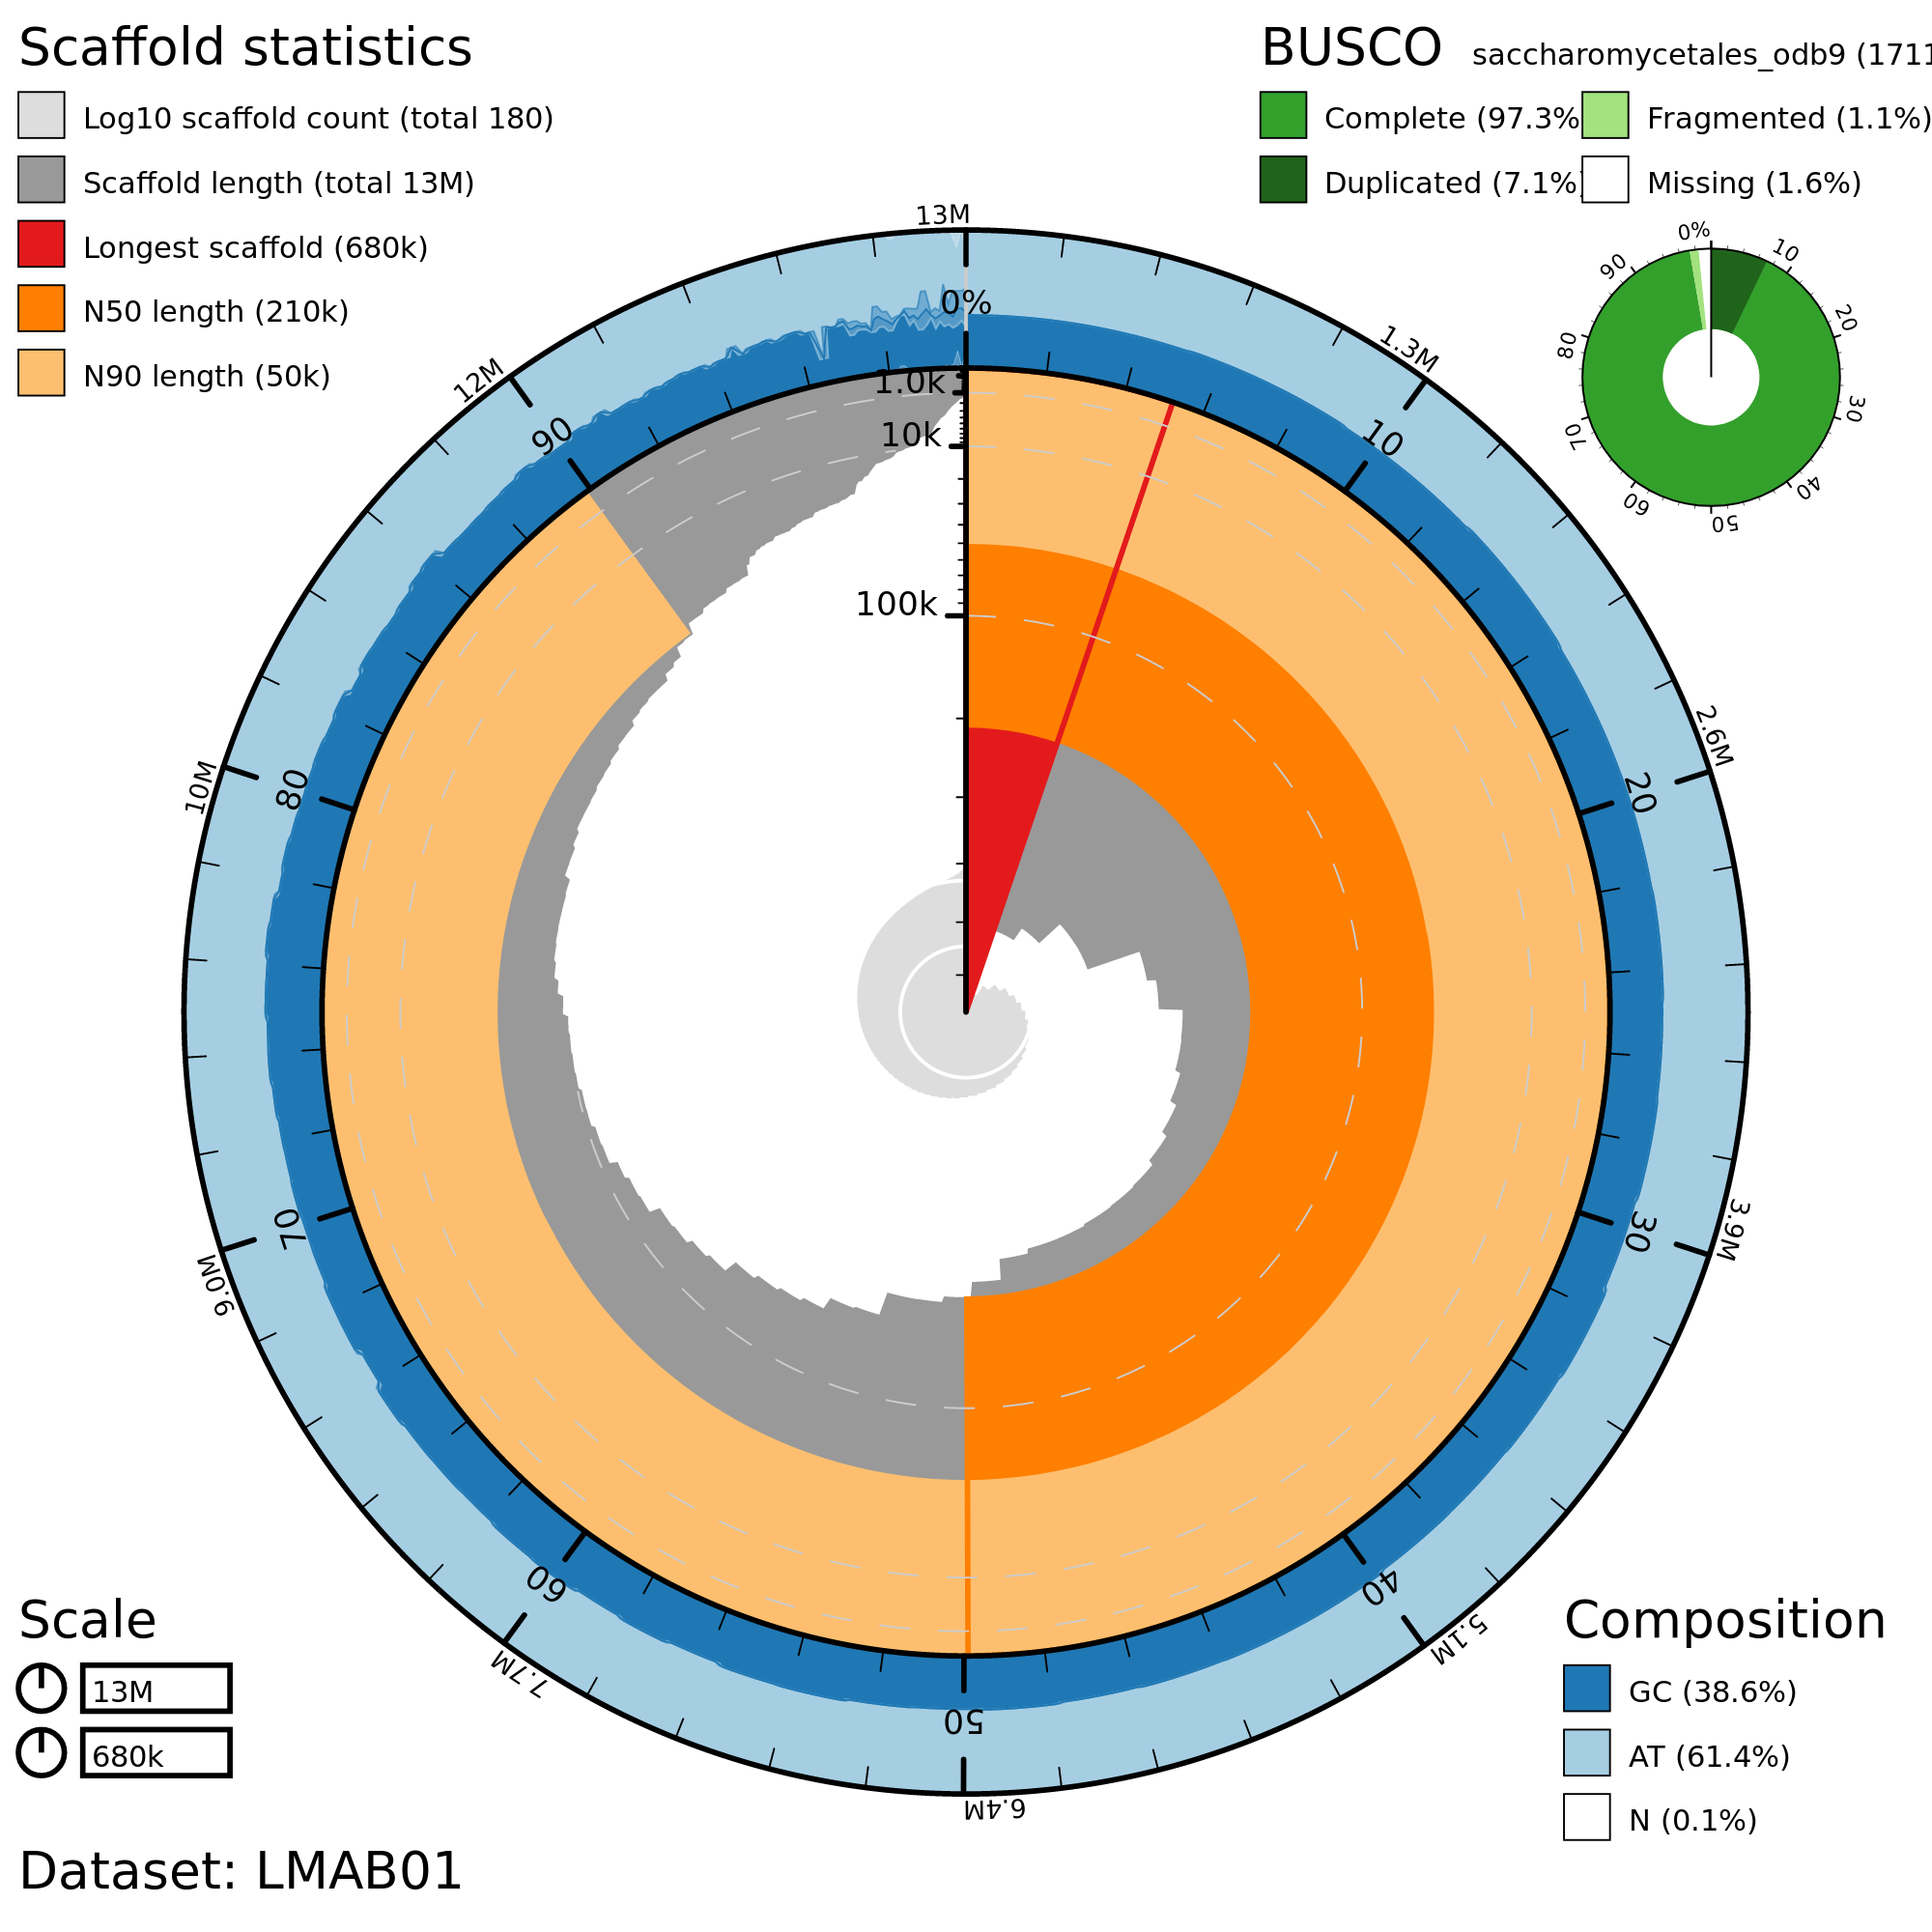 Scaffold statistics
Log10 scaffold count (total 180)
Scaffold length (total 13M)
Longest scaffold (680k)
N50 length (210k)
N90 length (50k)
BUSCO saccharomycetales_odb9 (1711
Complete (97.3%
Fragmented (1.1%)
Duplicated (7.1%)
Missing (1.6%)
0%
10
20
30
40
50
60
70
80
90
13M
1.3M
2.6M
3.9M
5.1M
6.4M
7.7M
9.0M
10M
12M
0%
10
20
30
40
50
60
70
80
90
1.0k
10k
100k
Scale
13M
680k
Composition
GC (38.6%)
AT (61.4%)
N (0.1%)
Dataset: LMAB01